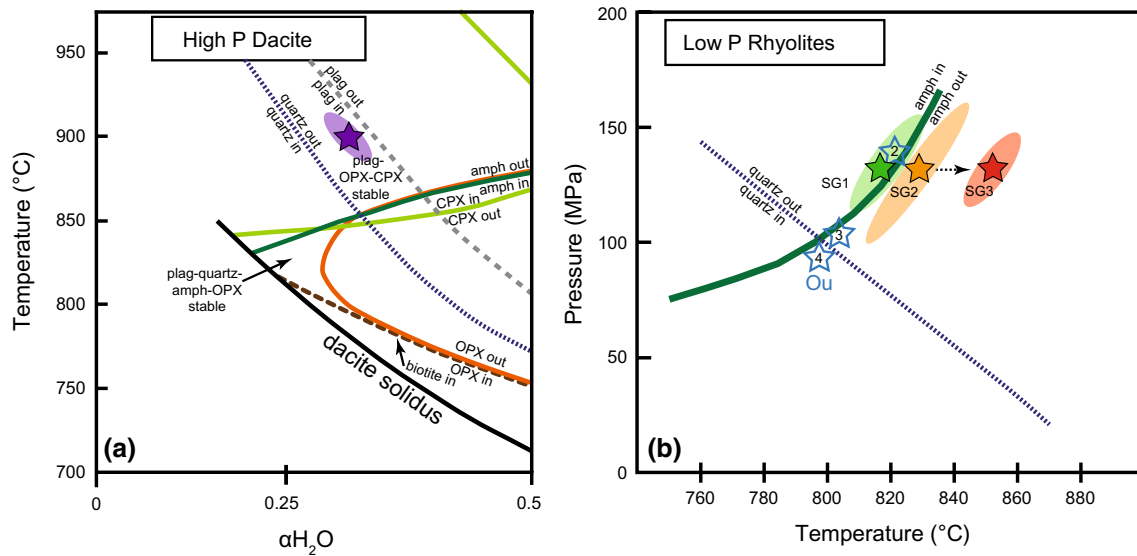 High P Dacite
Temperature (°C)
950
900
850
800
750
700
0
0.25
0.5
αH₂O
plag out
plag in
quartz out
quartz in
plag-
OPX-CPX
stable
amph out
amph in
CPX in
CPX out
plag-quartz-
amph-OPX
stable
OPX out
OPX in
biotite in
dacite solidus
(a)
Low P Rhyolites
Pressure (MPa)
200
150
100
50
0
760
780
800
820
840
860
880
Temperature (°C)
amph in
amph out
2
SG1
SG2
SG3
quartz out
quartz in
3
4
Ou
(b)